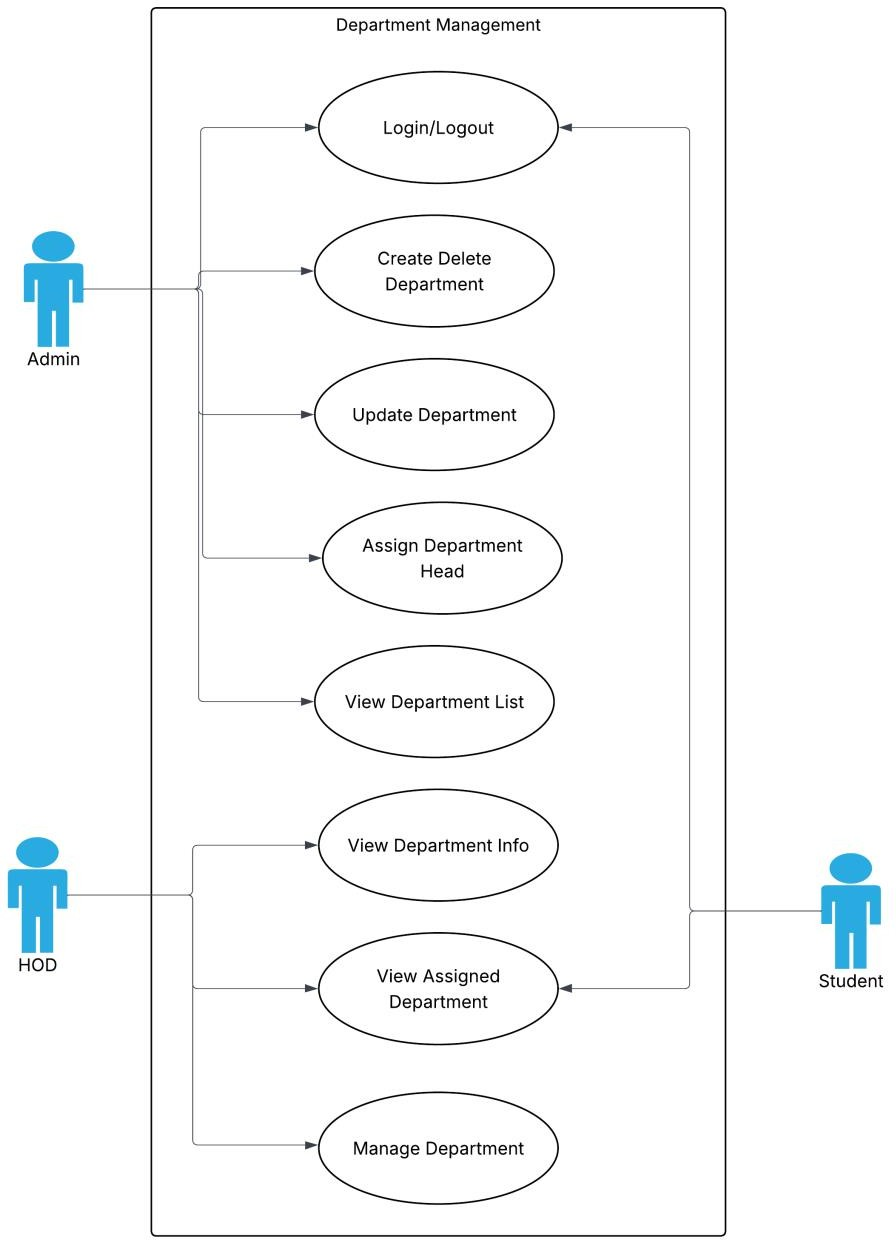 Department Management
Login/Logout
Create Delete
Department
Admin
Update Department
Assign Department
Head
View Department List
View Department Info
HOD
View Assigned
Department
Student
Manage Department